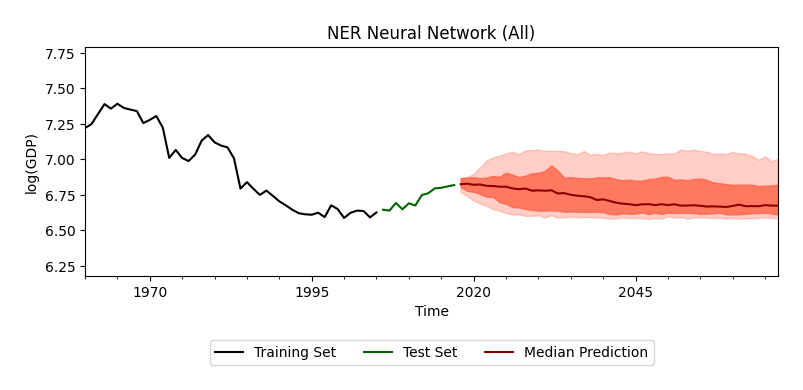 NER Neural Network (All)
7.75
7.50
7.25
7.00
6.75
6.50
6.25
log(GDP)
1970 1995 2020 2045
Time
Training Set Test Set Median Prediction